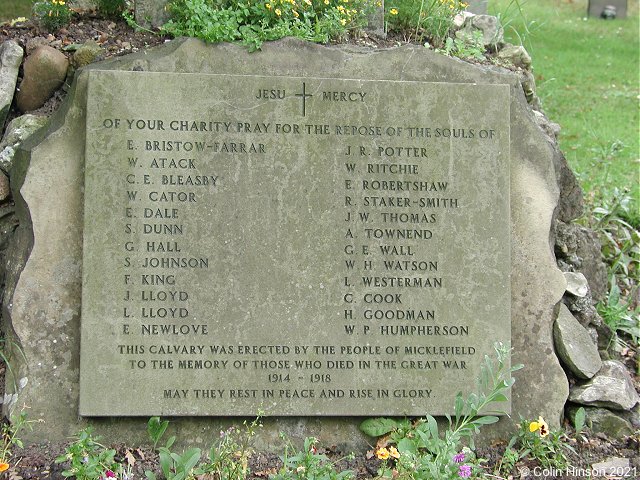 JESU † MERCY
OF YOUR CHARITY PRAY FOR THE REPOSE OF THE SOULS OF
E. BRISTOW-FARRAR
W. ATACK
C. E. BLEASBY
W. CATOR
E. DALE
S. DUNN
G. HALL
S. JOHNSON
F. KING
J. LLOYD
L. LLOYD
E. NEWLOVE
J. R. POTTER
W. RITCHIE
E. ROBERTSHAW
R. STAKER-SMITH
J. W. THOMAS
A. TOWNEND
G. E. WALL
W. H. WATSON
L. WESTERMAN
C. COOK
H. GOODMAN
W. P. HUMPHERSON
THIS CALVARY WAS ERECTED BY THE PEOPLE OF MICKLEFIELD
TO THE MEMORY OF THOSE WHO DIED IN THE GREAT WAR
1914 - 1918
MAY THEY REST IN PEACE AND RISE IN GLORY.
© Colin Hinson 2021